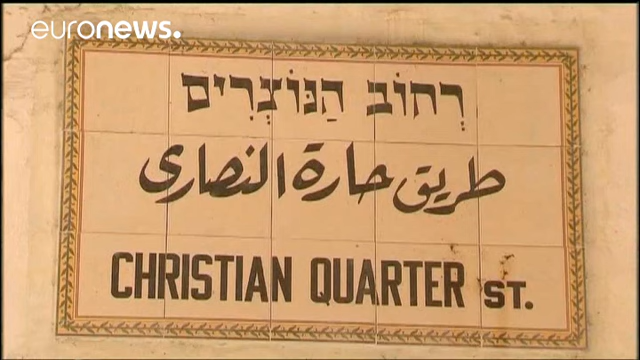 euronews.
רְחוֹב הַנּוֹצְרִים
طريق حارة النصارى
CHRISTIAN QUARTER ST.